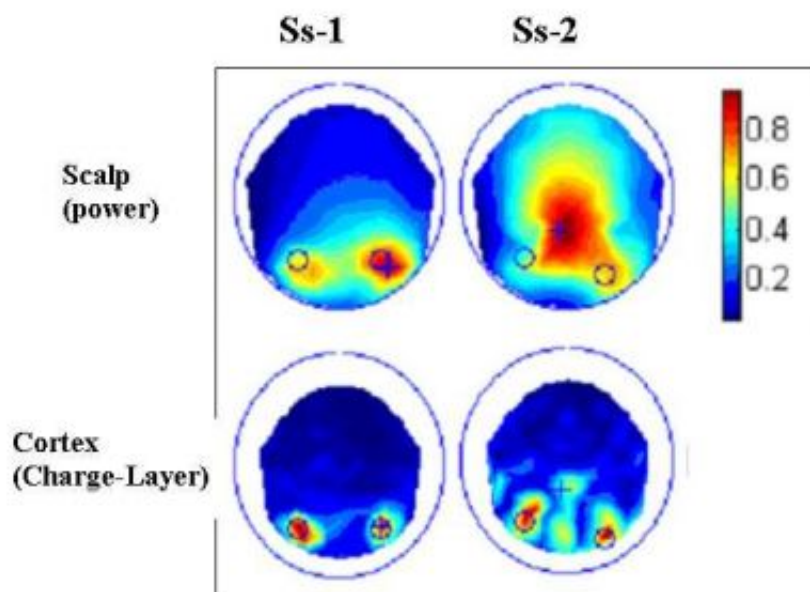 Ss-1 Ss-2
Scalp
(power)
0.8
0.6
0.4
0.2
Cortex
(Charge-Layer)